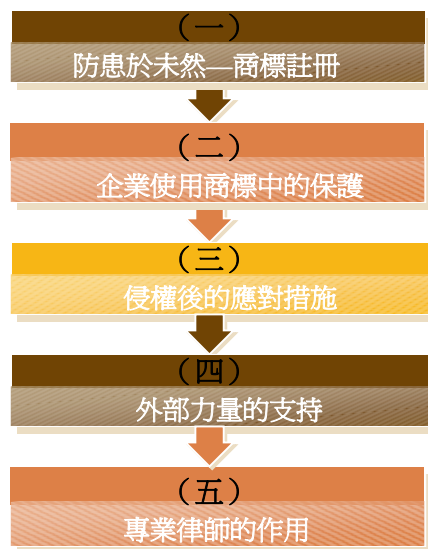 （一）
防患於未然—商標註冊
（二）
企業使用商標中的保護
（三）
侵權後的應對措施
（四）
外部力量的支持
（五）
專業律師的作用